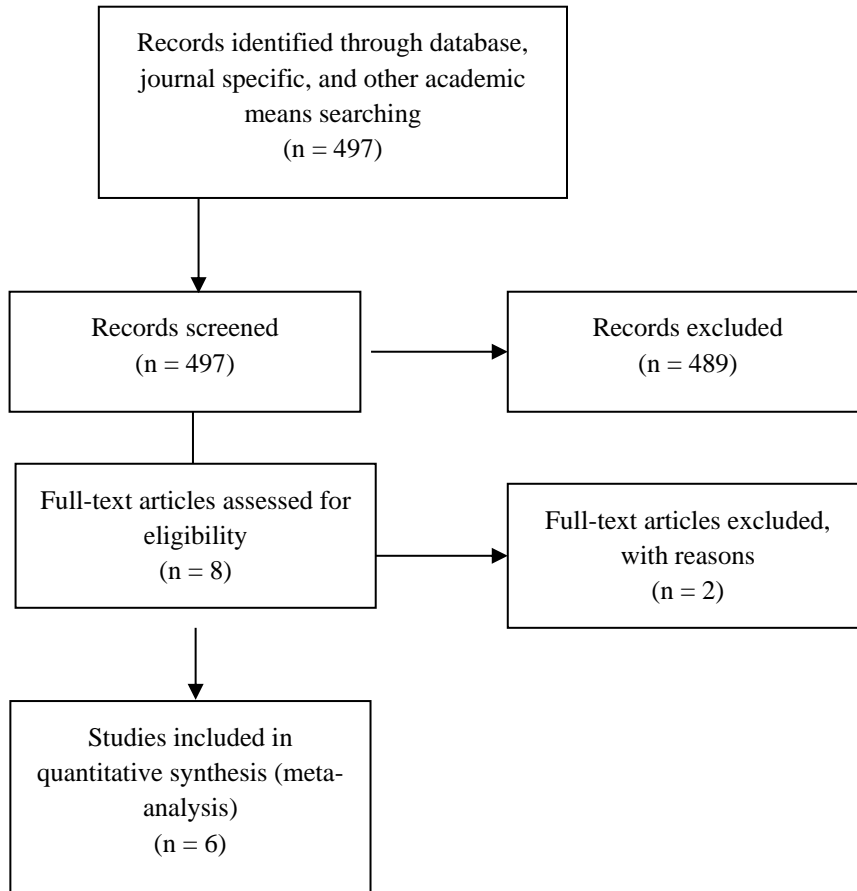 Records identified through database,
journal specific, and other academic
means searching
(n = 497)
Records screened
(n = 497)
Records excluded
(n = 489)
Full-text articles assessed for
eligibility
(n = 8)
Full-text articles excluded,
with reasons
(n = 2)
Studies included in
quantitative synthesis (meta-
analysis)
(n = 6)